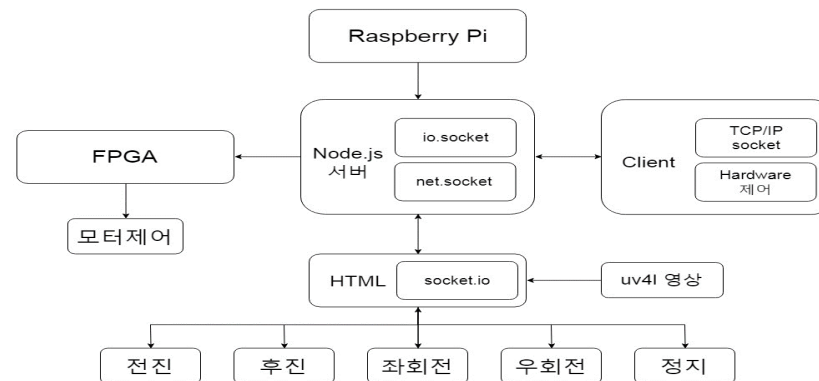 Raspberry Pi
FPGA
모터제어
Node.js
서버
io.socket
net.socket
Client
TCP/IP
socket
Hardware
제어
HTML
socket.io
uv4l 영상
전진
후진
좌회전
우회전
정지